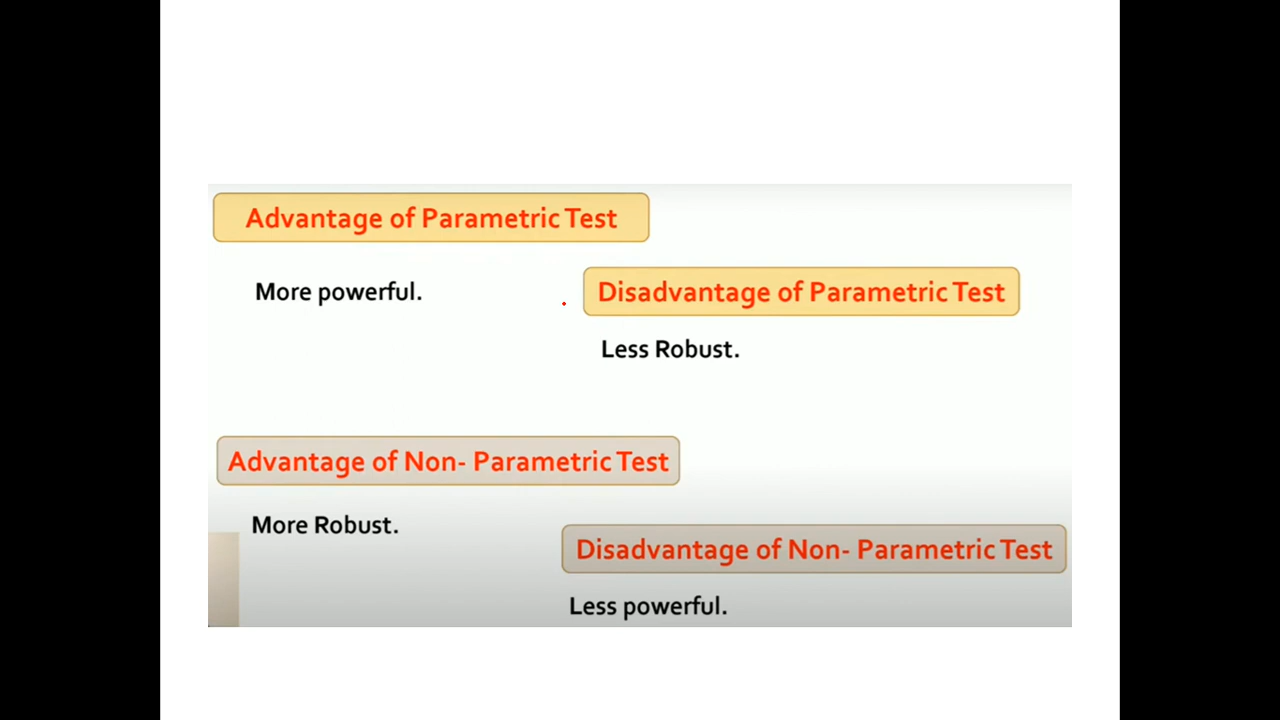 Advantage of Parametric Test
More powerful.
Disadvantage of Parametric Test
Less Robust.
Advantage of Non- Parametric Test
More Robust.
Disadvantage of Non- Parametric Test
Less powerful.